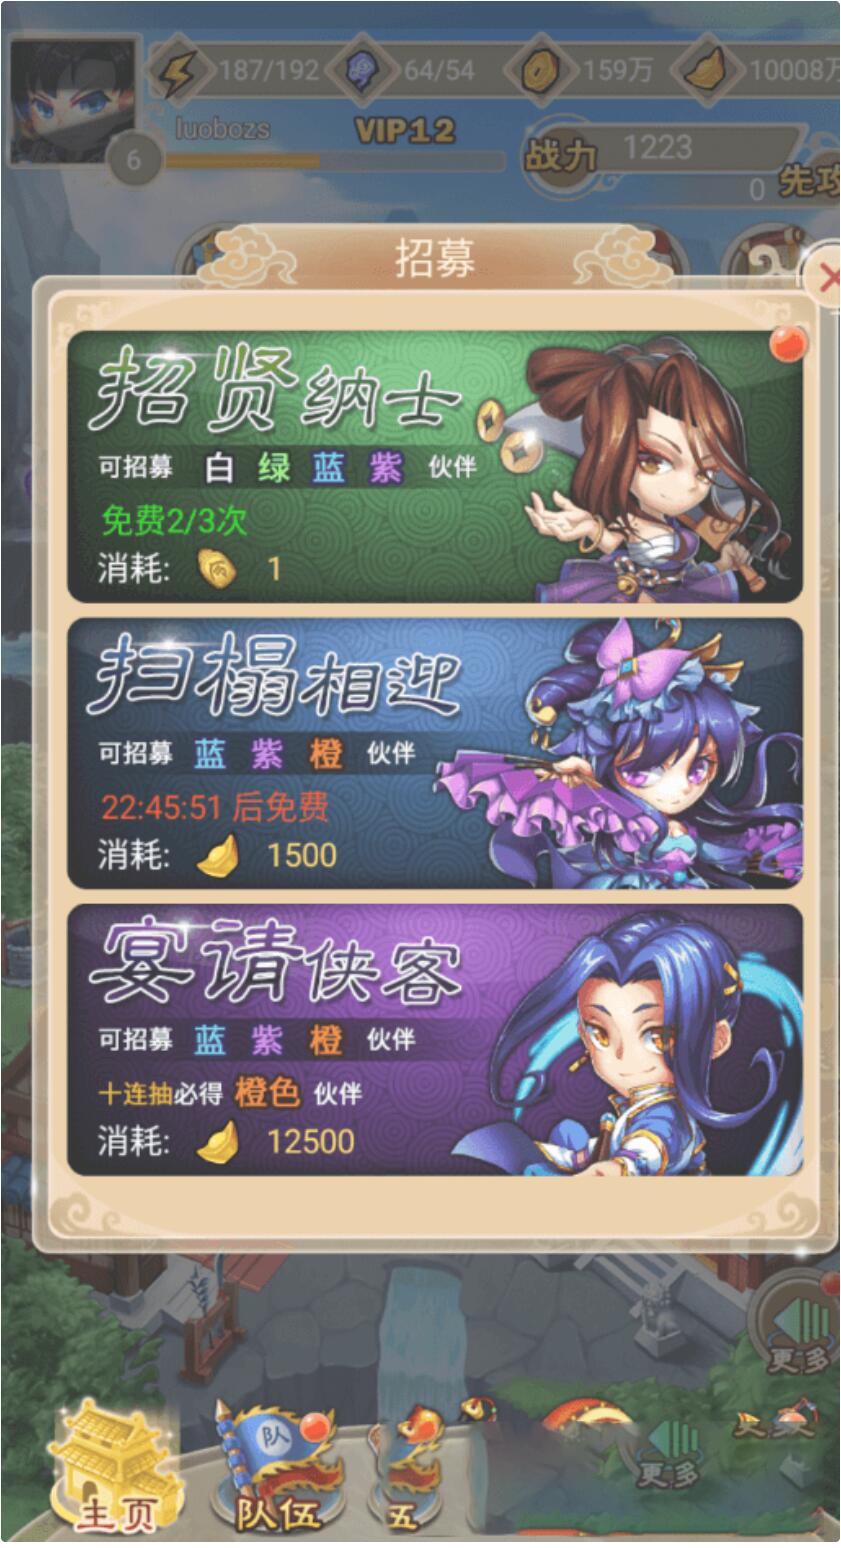 187/192
64/54
159万
10008万
luobozs
VIP12
6
战力 1223
0 先攻
招募
招贤纳士
可招募 白 绿 蓝 紫 伙伴
免费2/3次
消耗: 1
扫榻相迎
可招募 蓝 紫 橙 伙伴
22:45:51 后免费
消耗: 1500
宴请侠客
可招募 蓝 紫 橙 伙伴
十连抽必得 橙色 伙伴
消耗: 12500
更多
队
更多
主页
队伍
五